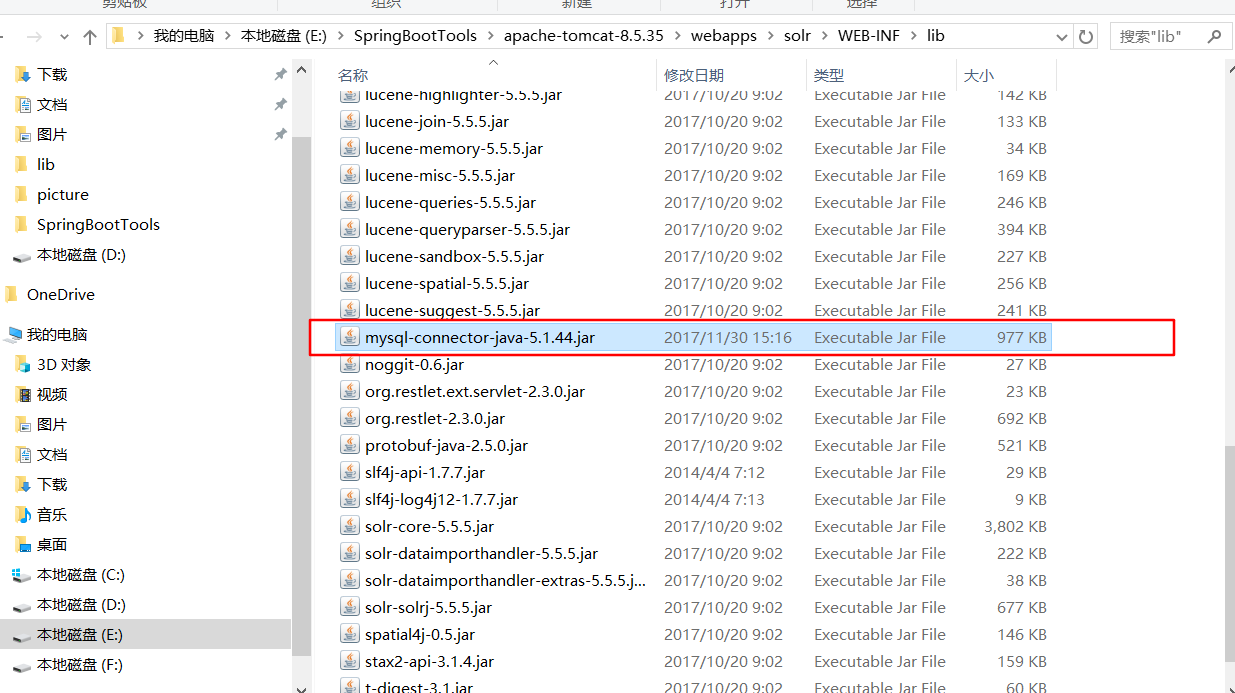 剪贴板 组织 新建 打开 选择
我的电脑 本地磁盘 (E:) SpringBootTools apache-tomcat-8.5.35 webapps solr WEB-INF lib
搜索"lib"
下载
文档
图片
lib
picture
SpringBootTools
本地磁盘 (D:)
OneDrive
我的电脑
3D 对象
视频
图片
文档
下载
音乐
桌面
本地磁盘 (C:)
本地磁盘 (D:)
本地磁盘 (E:)
本地磁盘 (F:)
名称 修改日期 类型 大小
lucene-highlighter-5.5.5.jar 2017/10/20 9:02 Executable Jar File 142 KB
lucene-join-5.5.5.jar 2017/10/20 9:02 Executable Jar File 133 KB
lucene-memory-5.5.5.jar 2017/10/20 9:02 Executable Jar File 34 KB
lucene-misc-5.5.5.jar 2017/10/20 9:02 Executable Jar File 169 KB
lucene-queries-5.5.5.jar 2017/10/20 9:02 Executable Jar File 246 KB
lucene-queryparser-5.5.5.jar 2017/10/20 9:02 Executable Jar File 394 KB
lucene-sandbox-5.5.5.jar 2017/10/20 9:02 Executable Jar File 227 KB
lucene-spatial-5.5.5.jar 2017/10/20 9:02 Executable Jar File 256 KB
lucene-suggest-5.5.5.jar 2017/10/20 9:02 Executable Jar File 241 KB
mysql-connector-java-5.1.44.jar 2017/11/30 15:16 Executable Jar File 977 KB
noggit-0.6.jar 2017/10/20 9:02 Executable Jar File 27 KB
org.restlet.ext.servlet-2.3.0.jar 2017/10/20 9:02 Executable Jar File 23 KB
org.restlet-2.3.0.jar 2017/10/20 9:02 Executable Jar File 692 KB
protobuf-java-2.5.0.jar 2017/10/20 9:02 Executable Jar File 521 KB
slf4j-api-1.7.7.jar 2014/4/4 7:12 Executable Jar File 29 KB
slf4j-log4j12-1.7.7.jar 2014/4/4 7:13 Executable Jar File 9 KB
solr-core-5.5.5.jar 2017/10/20 9:02 Executable Jar File 3,802 KB
solr-dataimporthandler-5.5.5.jar 2017/10/20 9:02 Executable Jar File 222 KB
solr-dataimporthandler-extras-5.5.5.j... 2017/10/20 9:02 Executable Jar File 38 KB
solr-solrj-5.5.5.jar 2017/10/20 9:02 Executable Jar File 677 KB
spatial4j-0.5.jar 2017/10/20 9:02 Executable Jar File 146 KB
stax2-api-3.1.4.jar 2017/10/20 9:02 Executable Jar File 159 KB
t-digest-3.1.jar 2017/10/20 9:02 Executable Jar File 60 KB